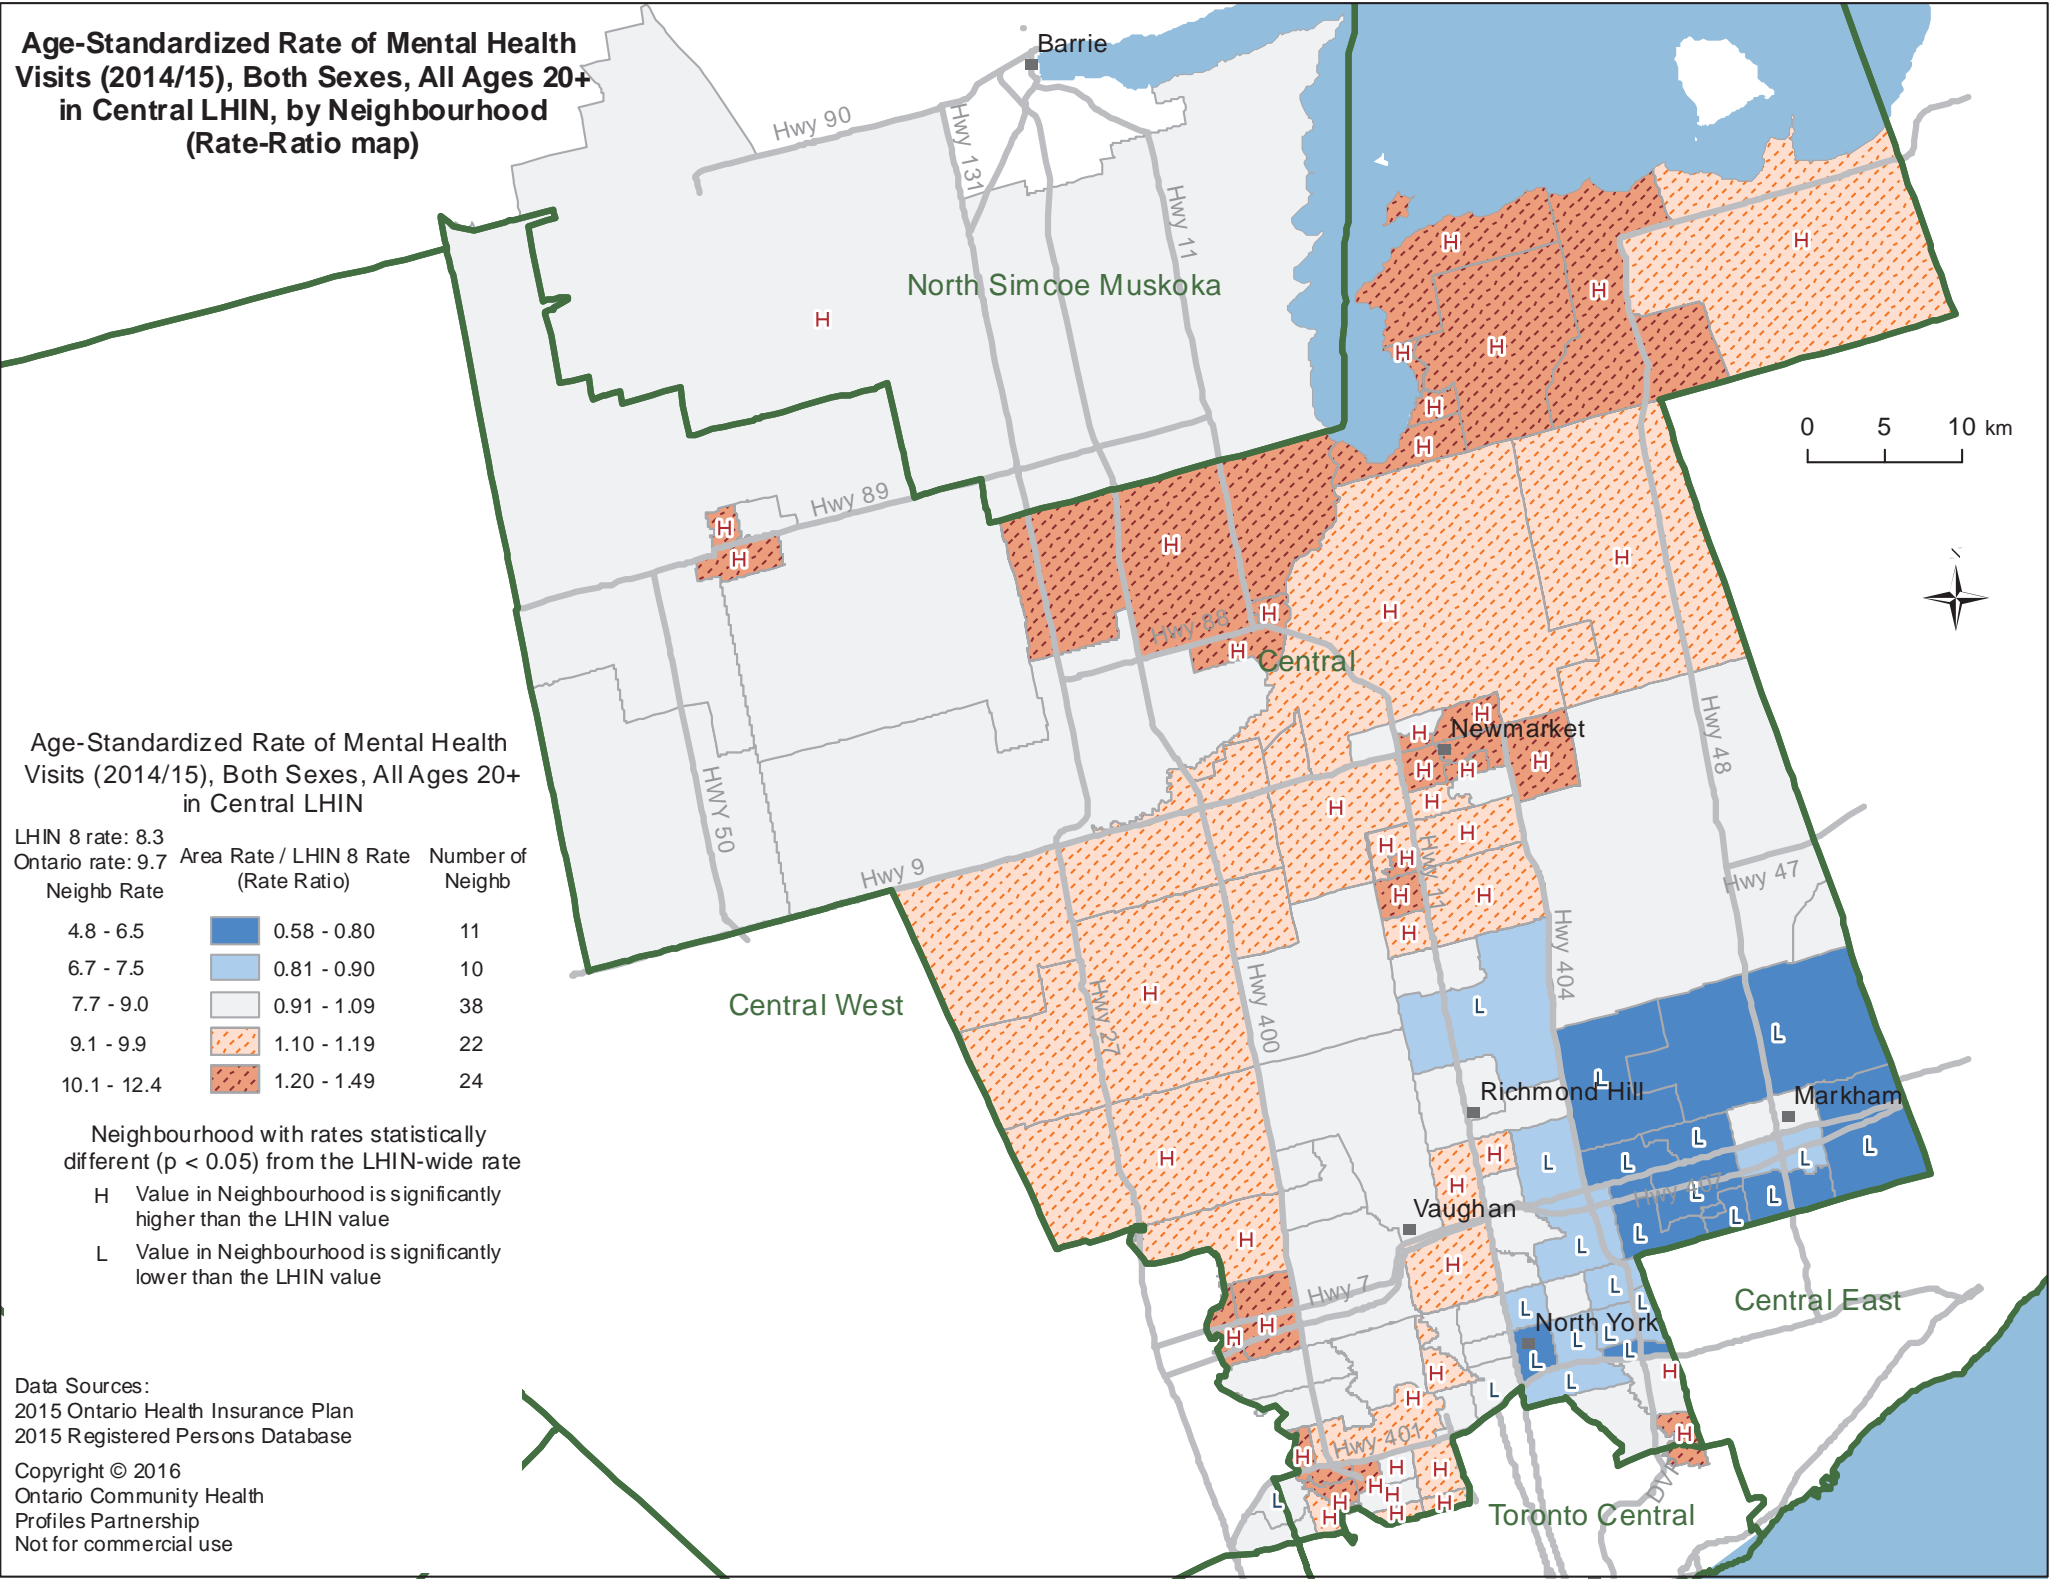 Age-Standardized Rate of Mental Health
Visits (2014/15), Both Sexes, All Ages 20+
in Central LHIN, by Neighbourhood
(Rate-Ratio map)
Barrie
Hwy 90
Hwy 131
Hwy 11
North Simcoe Muskoka
H
H
H
H
H
H
H
H
0 5 10 km
Hwy 89
H
H
H
H
H
H
Hwy 88
H
Central
N
Age-Standardized Rate of Mental Health
Visits (2014/15), Both Sexes, All Ages 20+
in Central LHIN
LHIN 8 rate: 8.3
Ontario rate: 9.7
Neighb Rate
Area Rate / LHIN 8 Rate
(Rate Ratio)
Number of
Neighb
4.8 - 6.5 0.58 - 0.80 11
6.7 - 7.5 0.81 - 0.90 10
7.7 - 9.0 0.91 - 1.09 38
9.1 - 9.9 1.10 - 1.19 22
10.1 - 12.4 1.20 - 1.49 24
Neighbourhood with rates statistically
different (p < 0.05) from the LHIN-wide rate
H Value in Neighbourhood is significantly
higher than the LHIN value
L Value in Neighbourhood is significantly
lower than the LHIN value
Data Sources:
2015 Ontario Health Insurance Plan
2015 Registered Persons Database
Copyright © 2016
Ontario Community Health
Profiles Partnership
Not for commercial use
H
H
Newmarket
H
H
H
H
H
H
H
H
H
H
H
H
Hwy 11
Hwy 48
HWY 50
Hwy 9
Hwy 47
Hwy 404
Central West
H
Hwy 27
Hwy 400
L
L
L
Richmond Hill
Markham
L
L
L
L
L
H
H
H
L
L
L
Hwy 407
Vaughan
L
L
H
H
L
L
Hwy 7
L
L
North York
Central East
H
H
L
L
L
L
L
H
H
H
L
L
H
H
Hwy 401
H
H
H
H
H
H
H
H
H
L
DVP
Toronto Central